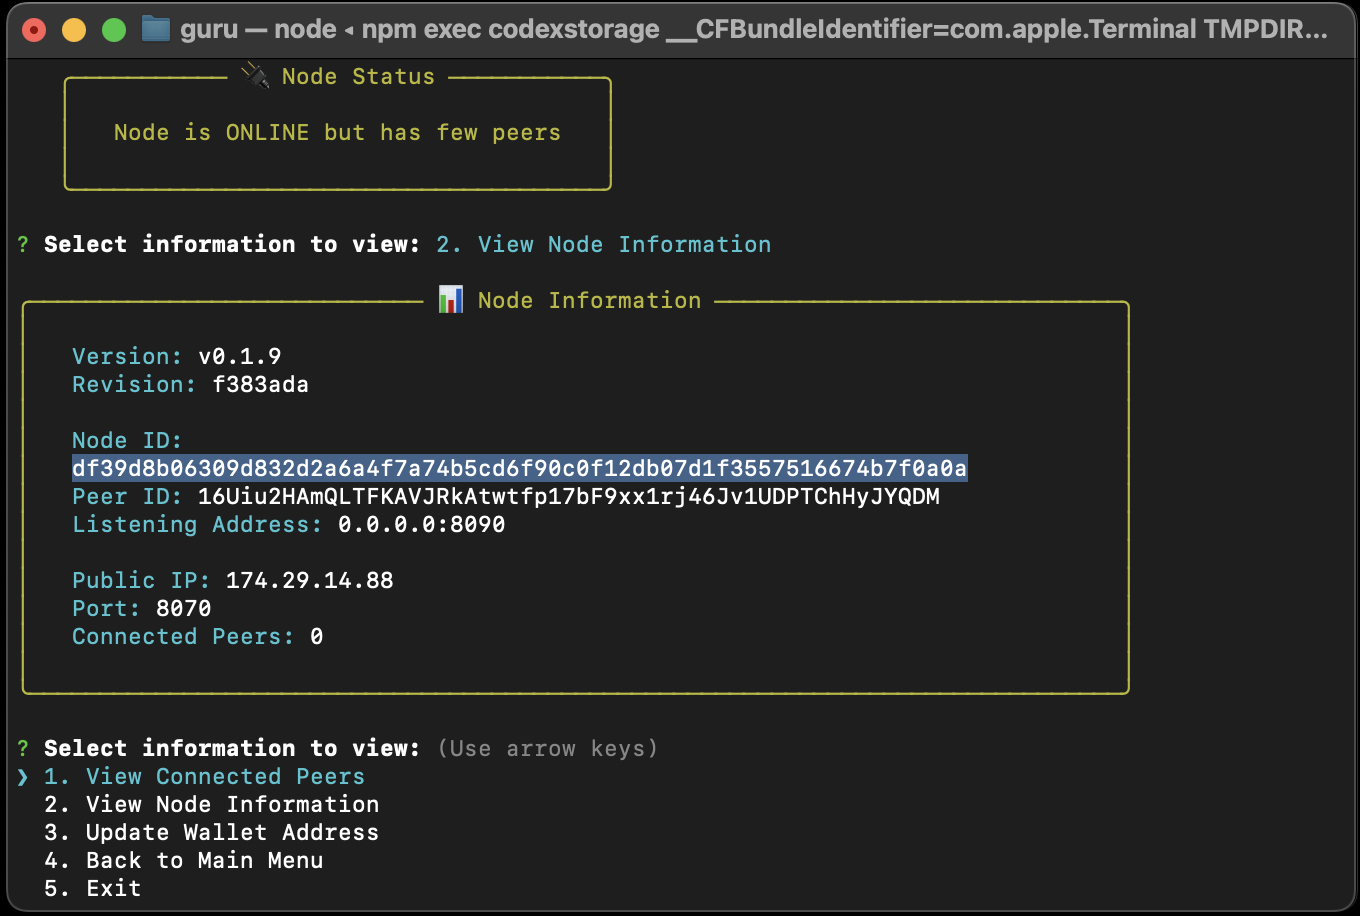 guru — node ◂ npm exec codexstorage __CFBundleIdentifier=com.apple.Terminal TMPDIR...
🔌 Node Status
Node is ONLINE but has few peers
? Select information to view: 2. View Node Information
📊 Node Information
Version: v0.1.9
Revision: f383ada
Node ID:
df39d8b06309d832d2a6a4f7a74b5cd6f90c0f12db07d1f3557516674b7f0a0a
Peer ID: 16Uiu2HAmQLTFKAVJRkAtwtfp17bF9xx1rj46Jv1UDPTChHyJYQDM
Listening Address: 0.0.0.0:8090
Public IP: 174.29.14.88
Port: 8070
Connected Peers: 0
? Select information to view: (Use arrow keys)
❯ 1. View Connected Peers
2. View Node Information
3. Update Wallet Address
4. Back to Main Menu
5. Exit